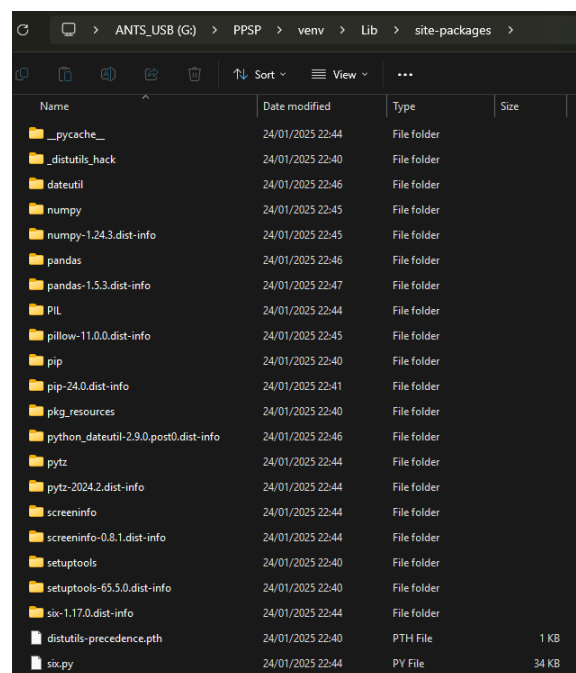 ANTS_USB (G:) > PPSP > venv > Lib > site-packages >
Sort View
Name Date modified Type Size
__pycache__ 24/01/2025 22:44 File folder
_distutils_hack 24/01/2025 22:40 File folder
dateutil 24/01/2025 22:46 File folder
numpy 24/01/2025 22:45 File folder
numpy-1.24.3.dist-info 24/01/2025 22:45 File folder
pandas 24/01/2025 22:46 File folder
pandas-1.5.3.dist-info 24/01/2025 22:47 File folder
PIL 24/01/2025 22:44 File folder
pillow-11.0.0.dist-info 24/01/2025 22:45 File folder
pip 24/01/2025 22:40 File folder
pip-24.0.dist-info 24/01/2025 22:41 File folder
pkg_resources 24/01/2025 22:40 File folder
python_dateutil-2.9.0.post0.dist-info 24/01/2025 22:46 File folder
pytz 24/01/2025 22:44 File folder
pytz-2024.2.dist-info 24/01/2025 22:44 File folder
screeninfo 24/01/2025 22:44 File folder
screeninfo-0.8.1.dist-info 24/01/2025 22:44 File folder
setuptools 24/01/2025 22:40 File folder
setuptools-65.5.0.dist-info 24/01/2025 22:40 File folder
six-1.17.0.dist-info 24/01/2025 22:44 File folder
distutils-precedence.pth 24/01/2025 22:40 PTH File 1 KB
six.py 24/01/2025 22:44 PY File 34 KB